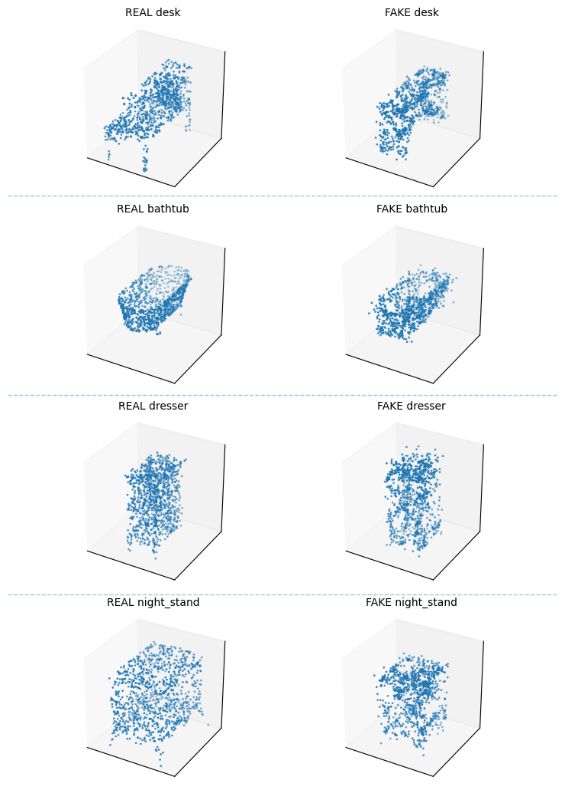 REAL desk
FAKE desk
REAL bathtub
FAKE bathtub
REAL dresser
FAKE dresser
REAL night_stand
FAKE night_stand